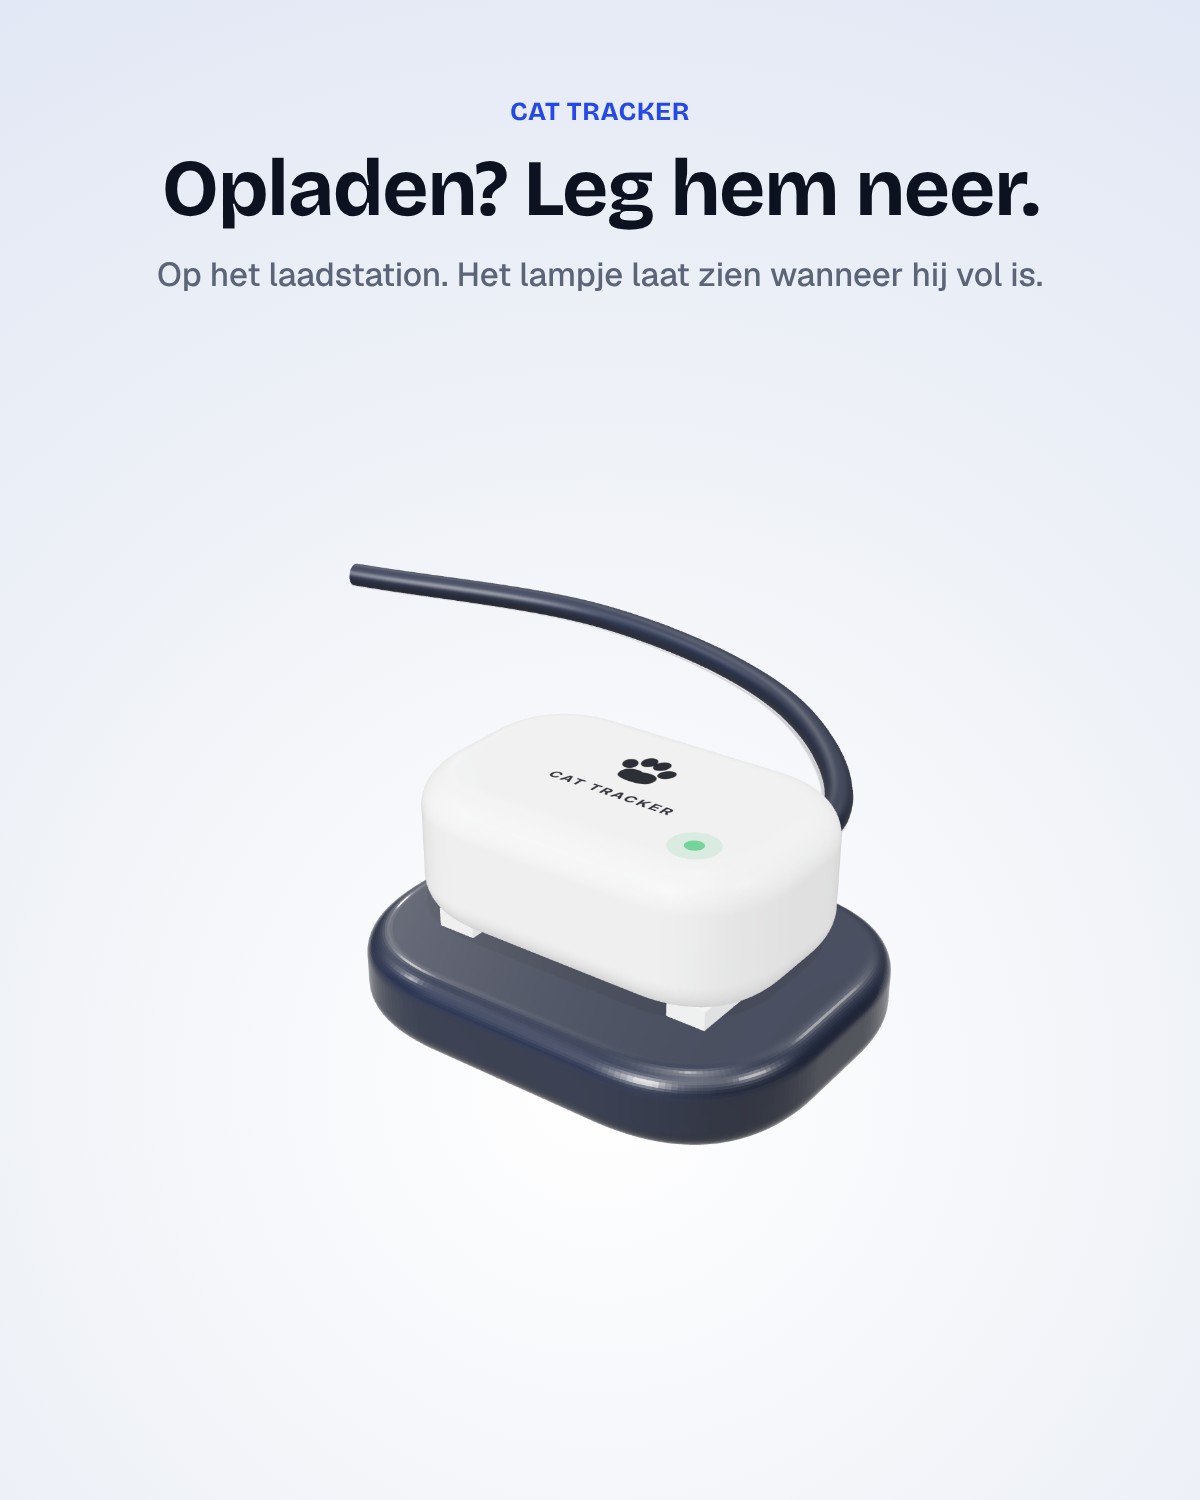 CAT TRACKER
Opladen? Leg hem neer.
Op het laadstation. Het lampje laat zien wanneer hij vol is.
CAT TRACKER